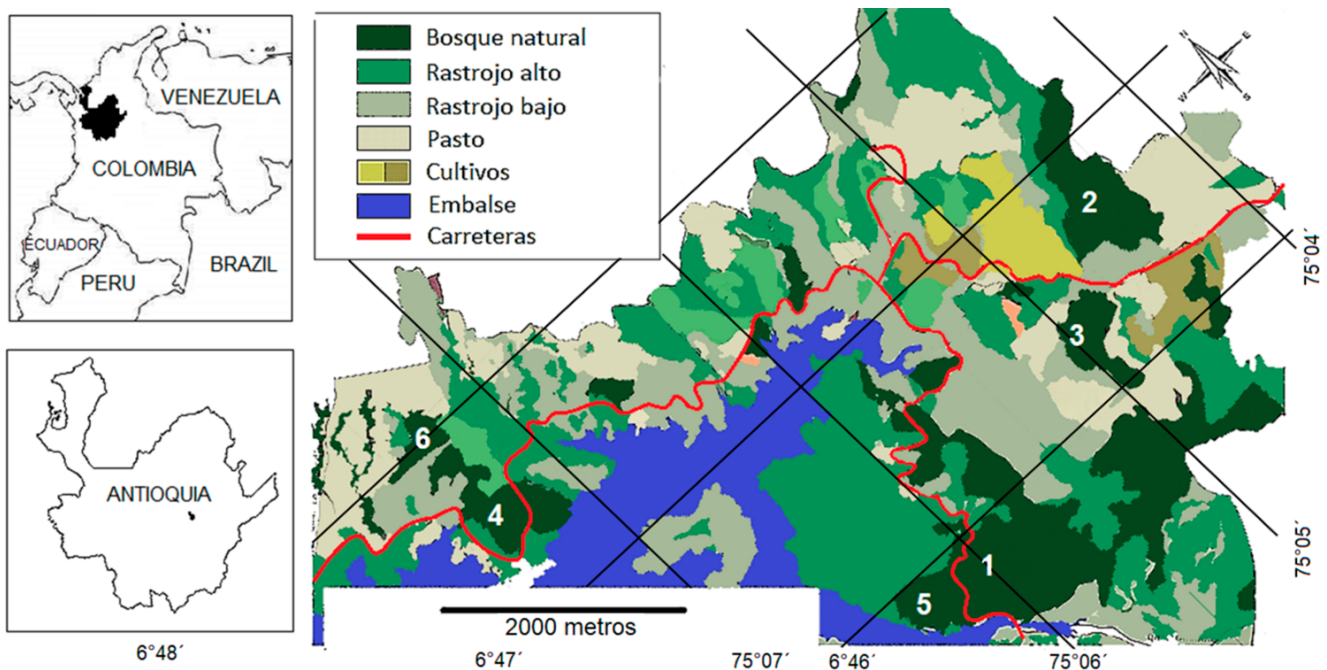 VENEZUELA
COLOMBIA
ECUADOR
PERU
BRAZIL
ANTIOQUIA
Bosque natural
Rastrojo alto
Rastrojo bajo
Pasto
Cultivos
Embalse
Carreteras
N
E
W
S
2
3
6
4
1
5
75°04´
75°05´
2000 metros
6°48´
6°47´
75°07´
6°46´
75°06´